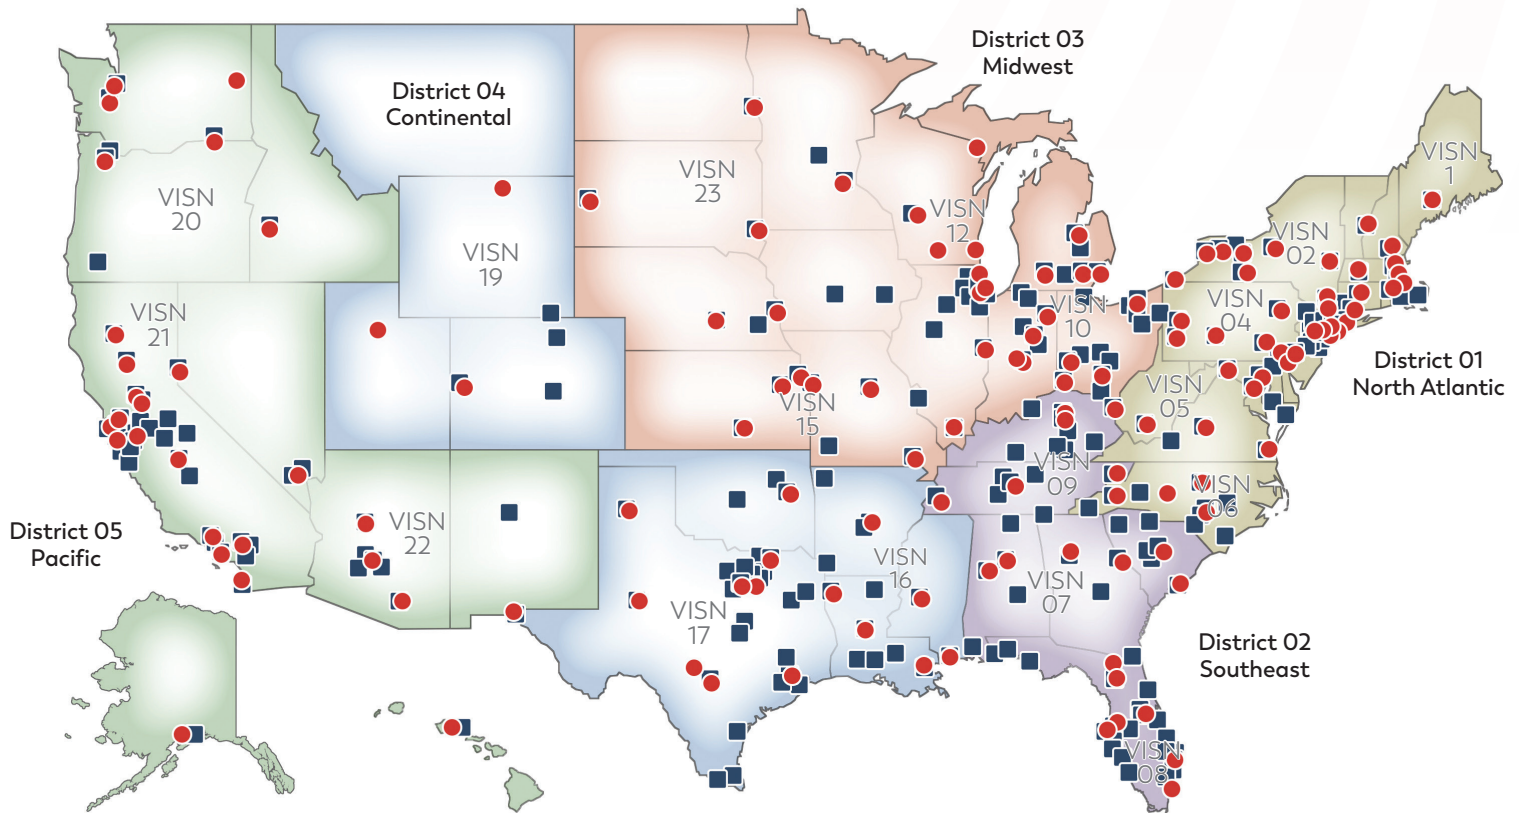 District 03
Midwest
District 04
Continental
VISN
1
VISN
23
VISN
20
VISN
12
VISN
02
VISN
19
VISN
21
VISN
10
VISN
04
District 01
North Atlantic
VISN
05
VISN
15
VISN
09
VISN
06
District 05
Pacific
VISN
22
VISN
16
VISN
07
VISN
17
District 02
Southeast
VISN
08